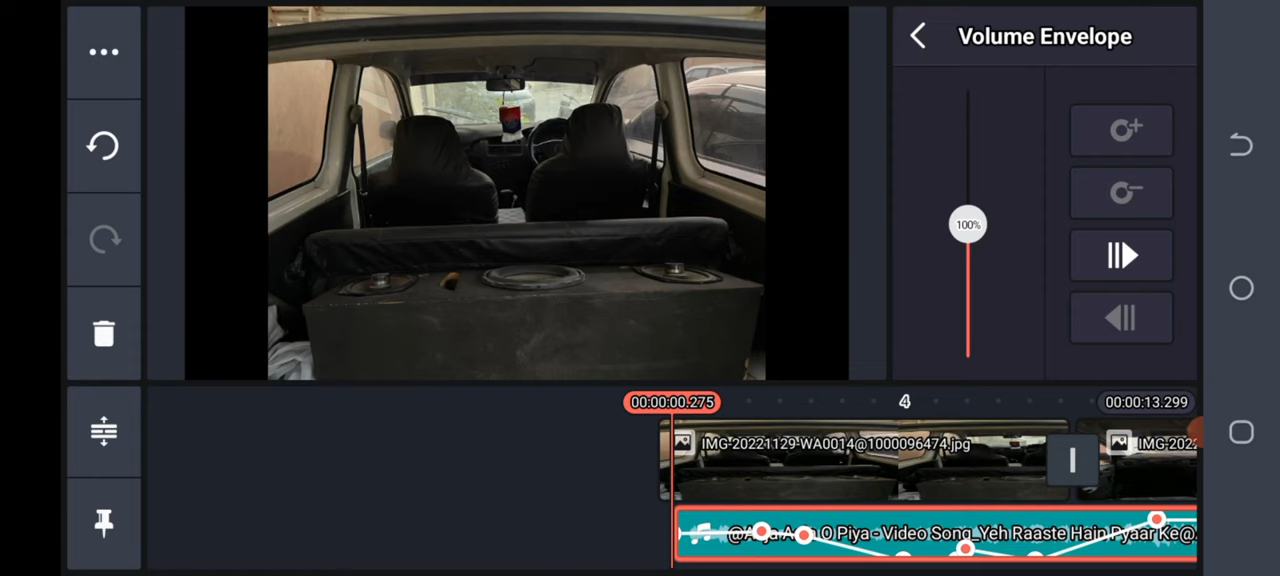 Volume Envelope
100%
00:00:00.275
4
00:00:13.299
IMG-20221129-WA0014@1000096474.jpg
IMG-202
O Piya - Video Song_Yeh Raaste Hain Pyaar Ke@